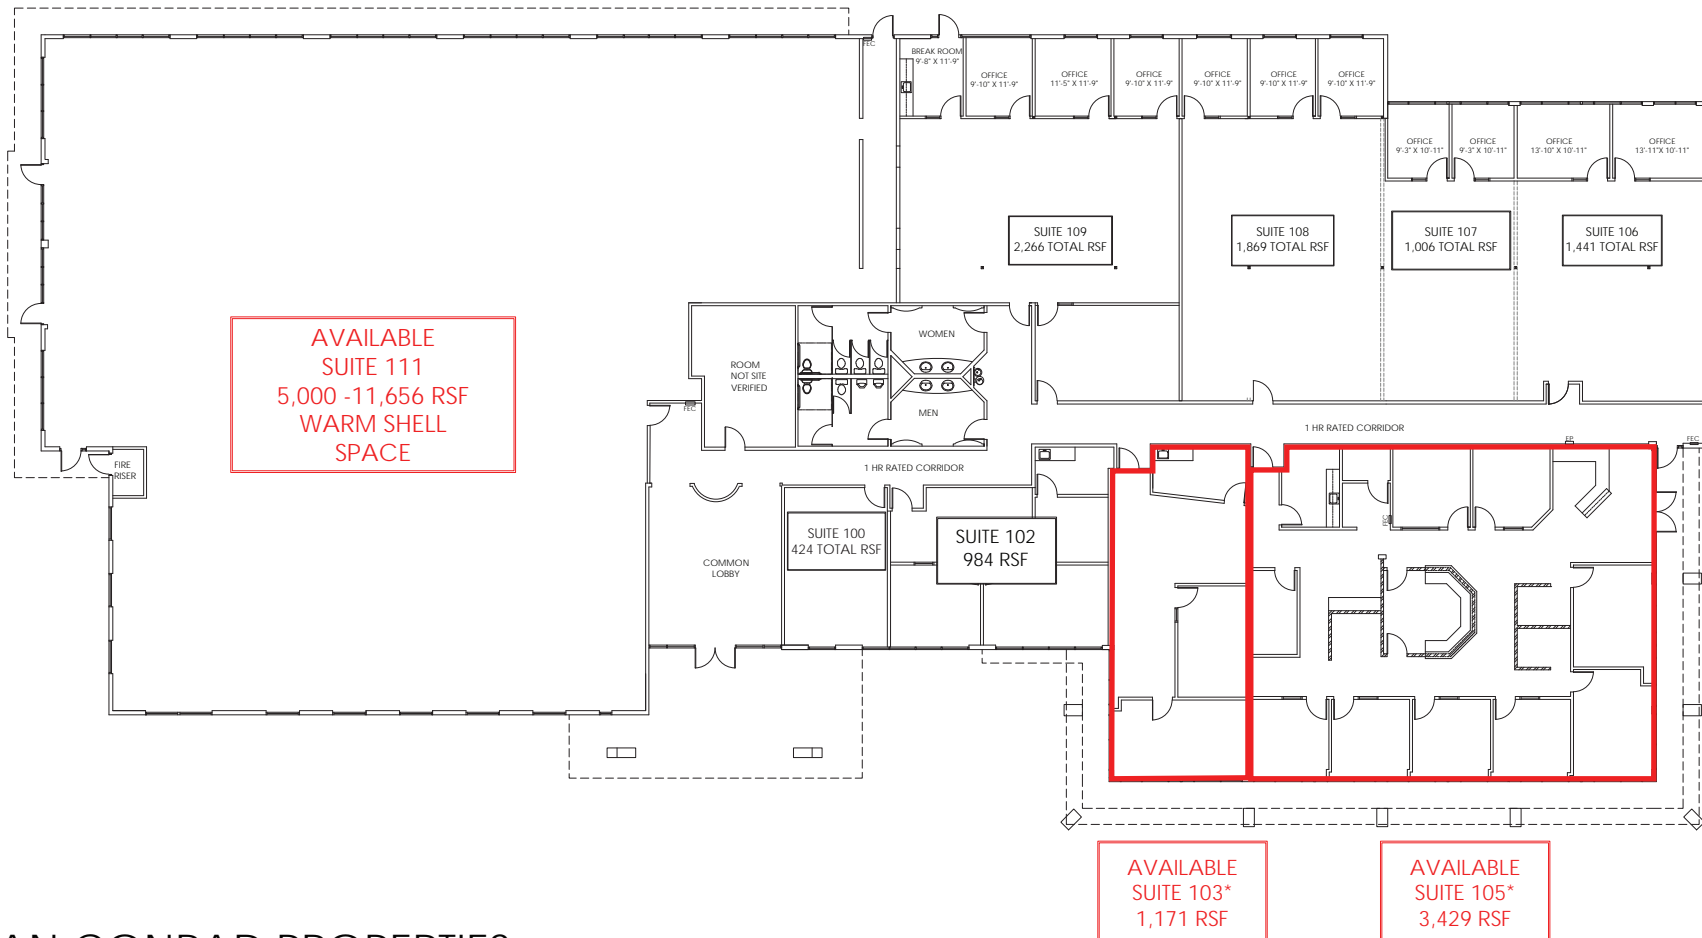 FEC
BREAK ROOM
9'-8" X 11'-9"
OFFICE
9'-10" X 11'-9"
OFFICE
11'-5" X 11'-9"
OFFICE
9'-10" X 11'-9"
OFFICE
9'-10" X 11'-9"
OFFICE
9'-10" X 11'-9"
OFFICE
9'-10" X 11'-9"
OFFICE
9'-3" X 10'-11"
OFFICE
9'-3" X 10'-11"
OFFICE
13'-10" X 10'-11"
OFFICE
13'-11"X 10'-11"
SUITE 109
2,266 TOTAL RSF
SUITE 108
1,869 TOTAL RSF
SUITE 107
1,006 TOTAL RSF
SUITE 106
1,441 TOTAL RSF
AVAILABLE
SUITE 111
5,000 -11,656 RSF
WARM SHELL
SPACE
ROOM
NOT SITE
VERIFIED
WOMEN
MEN
FEC
1 HR RATED CORRIDOR
EP
FEC
FIRE
RISER
1 HR RATED CORRIDOR
FEC
SUITE 100
424 TOTAL RSF
SUITE 102
984 RSF
COMMON
LOBBY
AVAILABLE
SUITE 103*
1,171 RSF
AVAILABLE
SUITE 105*
3,429 RSF